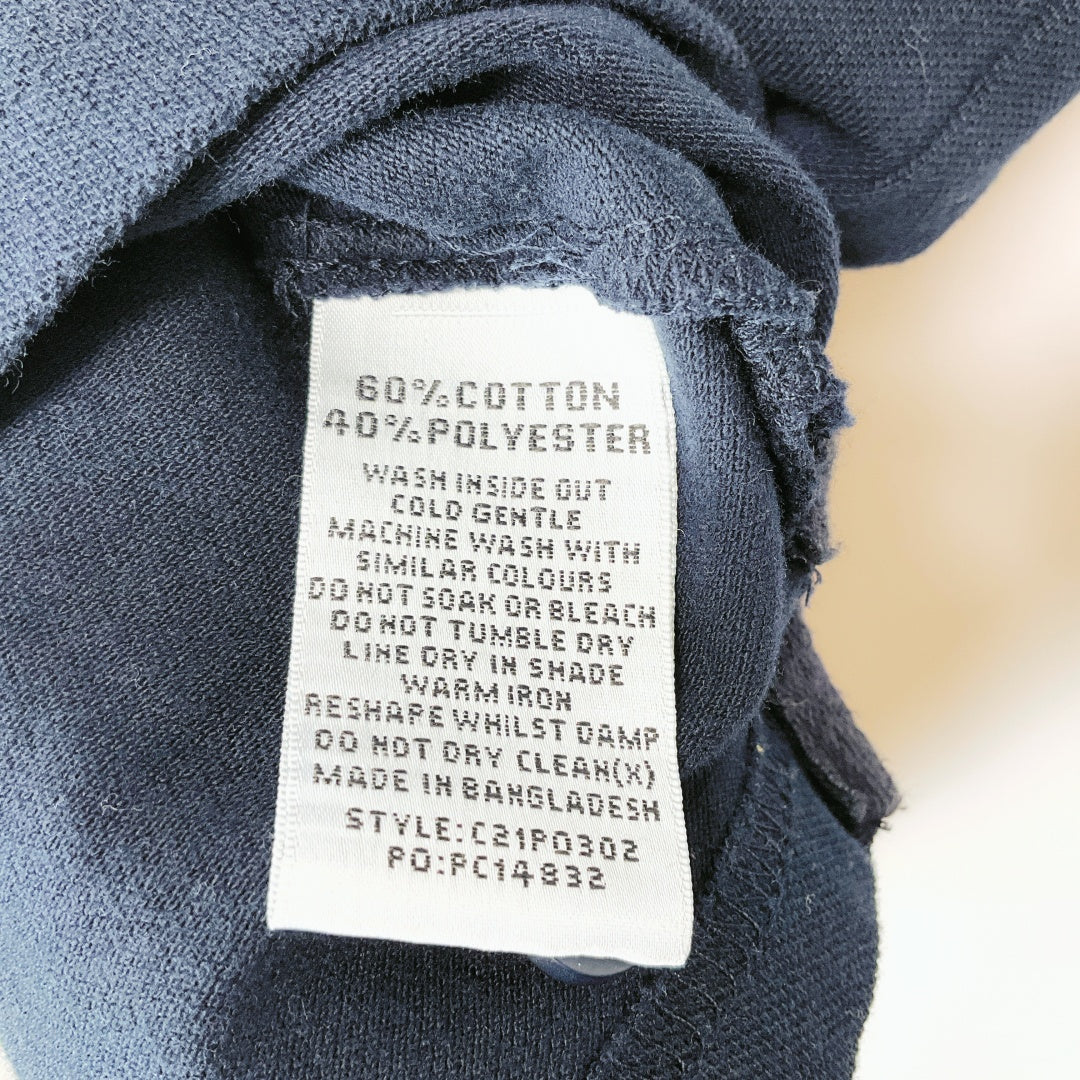 60%COTTON
40%POLYESTER
WASH INSIDE OUT
COLD GENTLE
MACHINE WASH WITH
SIMILAR COLOURS
DO NOT SOAK OR BLEACH
DO NOT TUMBLE DRY
LINE DRY IN SHADE
WARM IRON
RESHAPE WHILST DAMP
DO NOT DRY CLEAN(X)
MADE IN BANGLADESH
STYLE:C21PO302
PO:PC14832